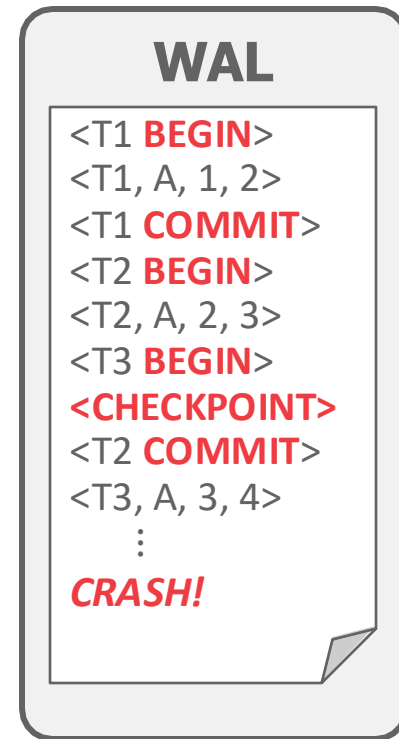 WAL
<T1 BEGIN>
<T1, A, 1, 2>
<T1 COMMIT>
<T2 BEGIN>
<T2, A, 2, 3>
<T3 BEGIN>
<CHECKPOINT>
<T2 COMMIT>
<T3, A, 3, 4>
⋮
CRASH!